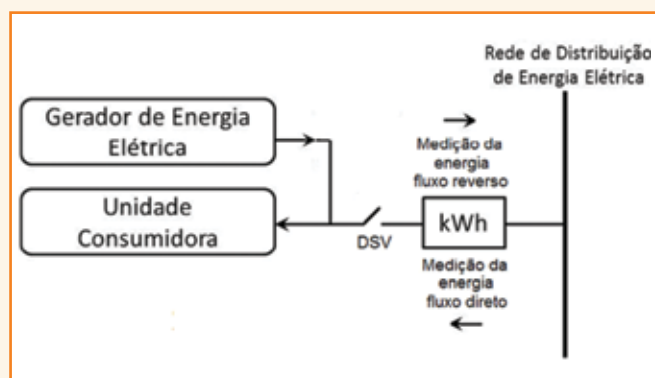 Rede de Distribuição
de Energia Elétrica
Gerador de Energia
Elétrica
Medição da
energia
fluxo reverso
Unidade
Consumidora
DSV
kWh
Medição da
energia
fluxo direto